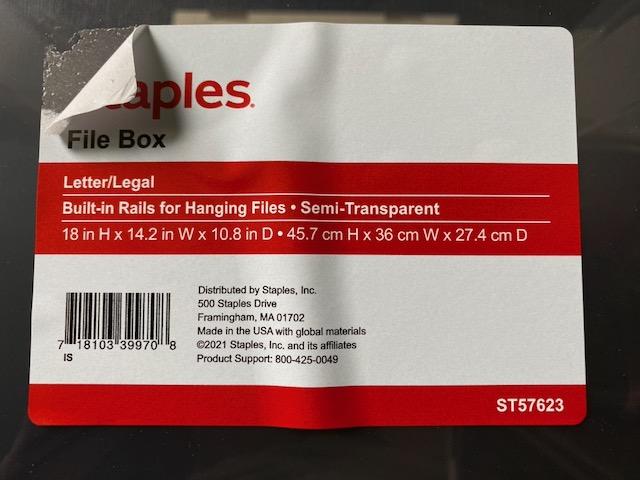 Staples.
File Box
Letter/Legal
Built-in Rails for Hanging Files • Semi-Transparent
18 in H x 14.2 in W x 10.8 in D • 45.7 cm H x 36 cm W x 27.4 cm D
Distributed by Staples, Inc.
500 Staples Drive
Framingham, MA 01702
Made in the USA with global materials
©2021 Staples, Inc. and its affiliates
Product Support: 800-425-0049
7 18103 39970 8
IS
ST57623